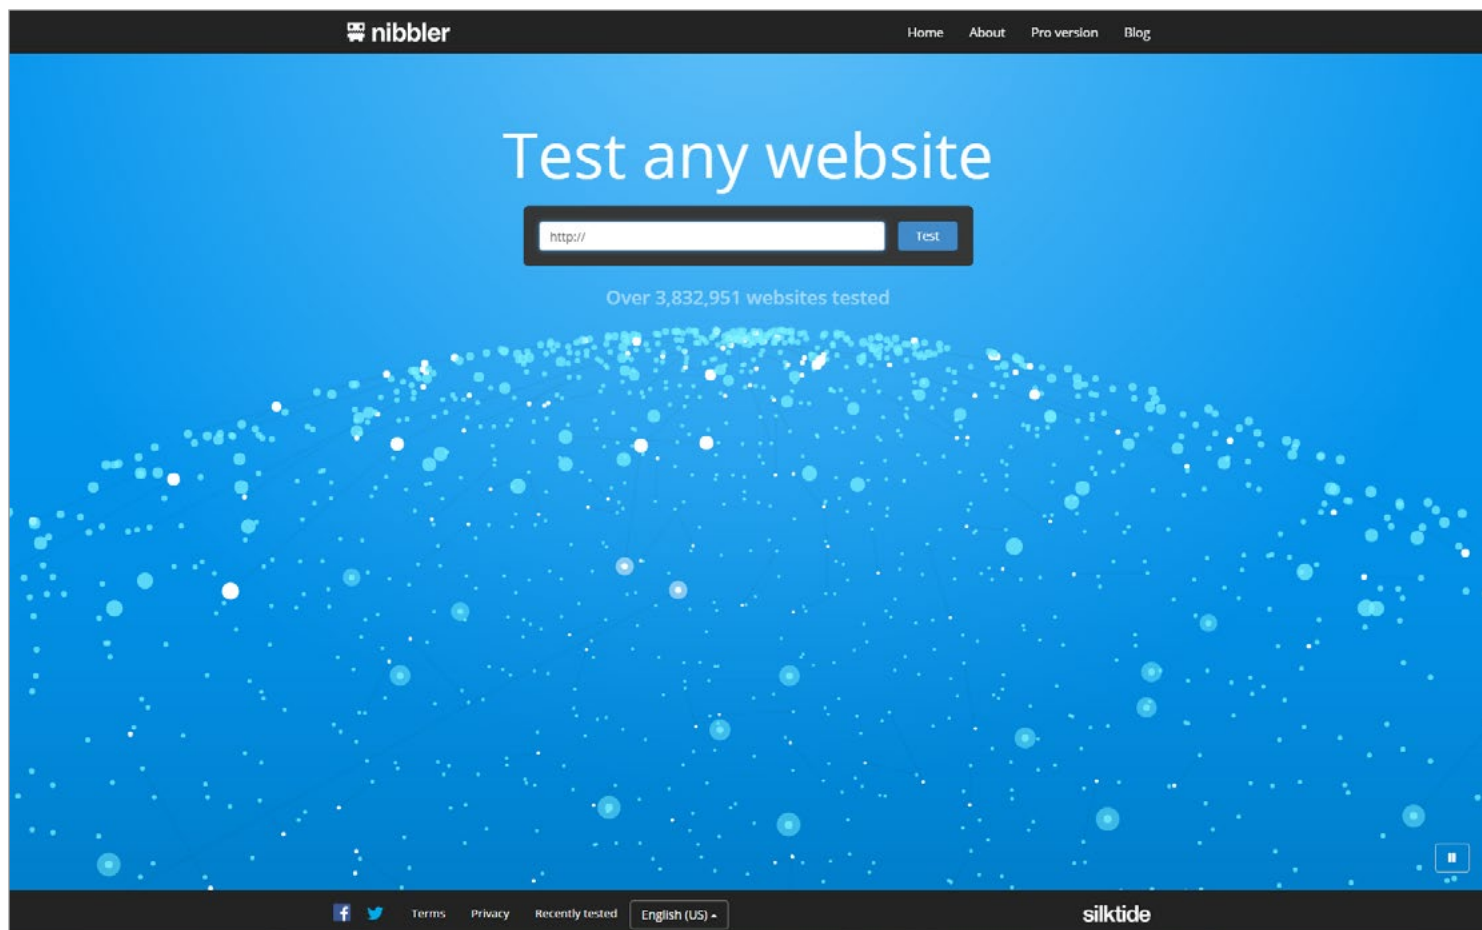 nibbler Home About Pro version Blog
Test any website
http:// Test
Over 3,832,951 websites tested
Terms Privacy Recently tested English (US) silktide